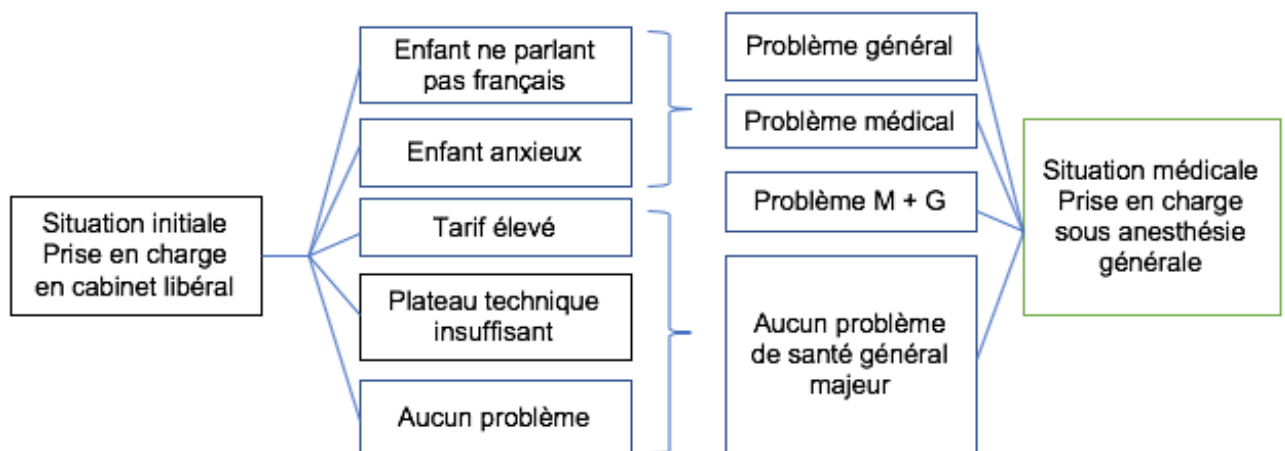 Situation initiale
Prise en charge
en cabinet libéral
Enfant ne parlant
pas français
Enfant anxieux
Tarif élevé
Plateau technique
insuffisant
Aucun problème
Problème général
Problème médical
Problème M + G
Aucun problème
de santé général
majeur
Situation médicale
Prise en charge
sous anesthésie
générale